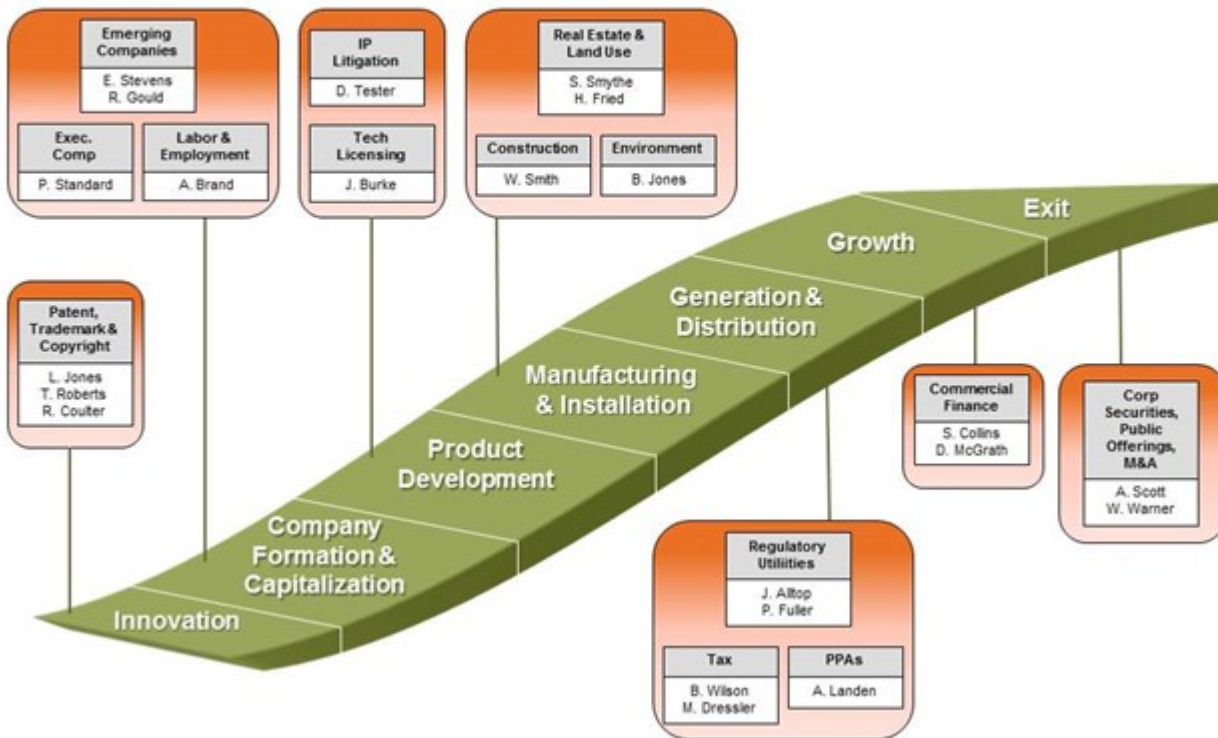 Emerging
Companies
E. Stevens
R. Gould
Exec.
Comp
P. Standard
Labor &
Employment
A. Brand
IP
Litigation
D. Tester
Tech
Licensing
J. Burke
Real Estate &
Land Use
S. Smythe
H. Fried
Construction
W. Smith
Environment
B. Jones
Patent,
Trademark &
Copyright
L. Jones
T. Roberts
R. Coulter
Exit
Growth
Generation &
Distribution
Manufacturing
& Installation
Product
Development
Company
Formation &
Capitalization
Innovation
Commercial
Finance
S. Collins
D. McGrath
Corp
Securities,
Public
Offerings,
M&A
A. Scott
W. Warner
Regulatory
Utiliities
J. Alltop
P. Fuller
Tax
B. Wilson
M. Dressler
PPAs
A. Landen